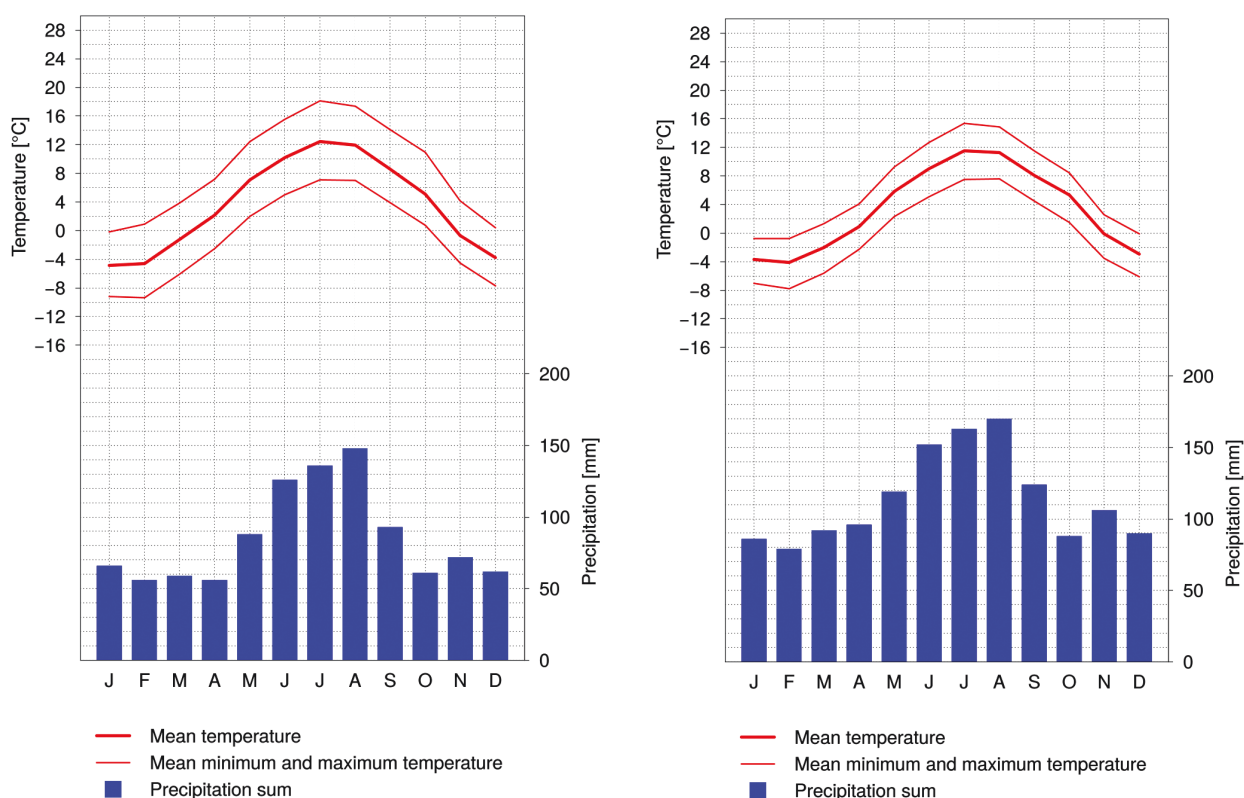 28
24
20
16
12
8
4
0
−4
−8
−12
−16
Temperature [°C]
200
150
100
50
0
Precipitation [mm]
J F M A M J J A S O N D
Mean temperature
Mean minimum and maximum temperature
Precipitation sum
28
24
20
16
12
8
4
0
−4
−8
−12
−16
Temperature [°C]
200
150
100
50
0
Precipitation [mm]
J F M A M J J A S O N D
Mean temperature
Mean minimum and maximum temperature
Precipitation sum